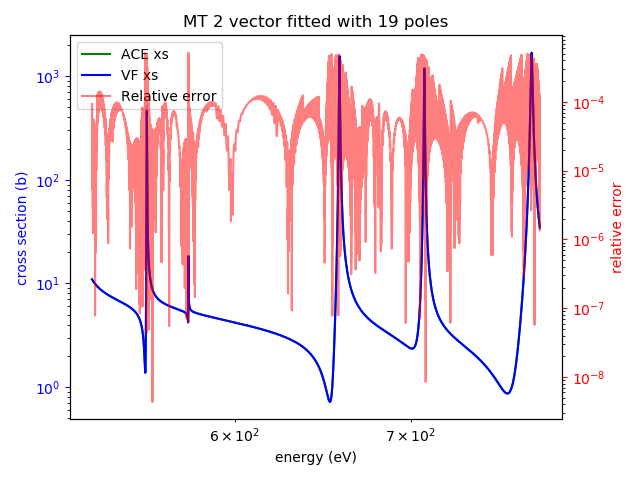 MT 2 vector fitted with 19 poles
ACE xs
VF xs
Relative error
cross section (b)
10³
10²
10¹
10⁰
10⁻⁴
10⁻⁵
10⁻⁶
10⁻⁷
10⁻⁸
relative error
6 × 10² 7 × 10²
energy (eV)